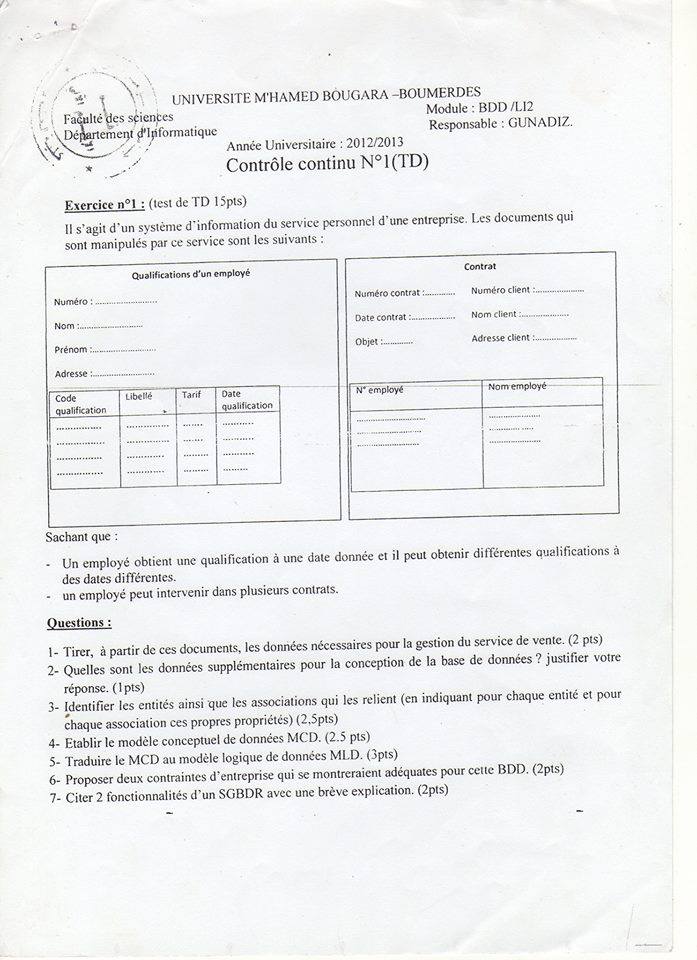 UNIVERSITE M'HAMED BOUGARA –BOUMERDES
Faculté des sciences
Module : BDD /LI2
Département d'Informatique
Responsable : GUNADIZ.
Année Universitaire : 2012/2013
Contrôle continu N°1(TD)
Exercice n°1 : (test de TD 15pts)
Il s'agit d'un système d'information du service personnel d'une entreprise. Les documents qui
sont manipulés par ce service sont les suivants :
Qualifications d'un employé
Numéro : .........................
Nom :.........................
Prénom :.........................
Adresse :.........................
Code qualification
Libellé
Tarif
Date qualification
Contrat
Numéro contrat :............
Numéro client :....................
Date contrat :..................
Nom client :....................
Objet :............
Adresse client :..................
N° employé
Nom employé
Sachant que :
- Un employé obtient une qualification à une date donnée et il peut obtenir différentes qualifications à
des dates différentes.
- un employé peut intervenir dans plusieurs contrats.
Questions :
1- Tirer, à partir de ces documents, les données nécessaires pour la gestion du service de vente. (2 pts)
2- Quelles sont les données supplémentaires pour la conception de la base de données ? justifier votre
réponse. (1pts)
3- Identifier les entités ainsi que les associations qui les relient (en indiquant pour chaque entité et pour
chaque association ces propres propriétés) (2,5pts)
4- Etablir le modèle conceptuel de données MCD. (2.5 pts)
5- Traduire le MCD au modèle logique de données MLD. (3pts)
6- Proposer deux contraintes d'entreprise qui se montreraient adéquates pour cette BDD. (2pts)
7- Citer 2 fonctionnalités d'un SGBDR avec une brève explication. (2pts)